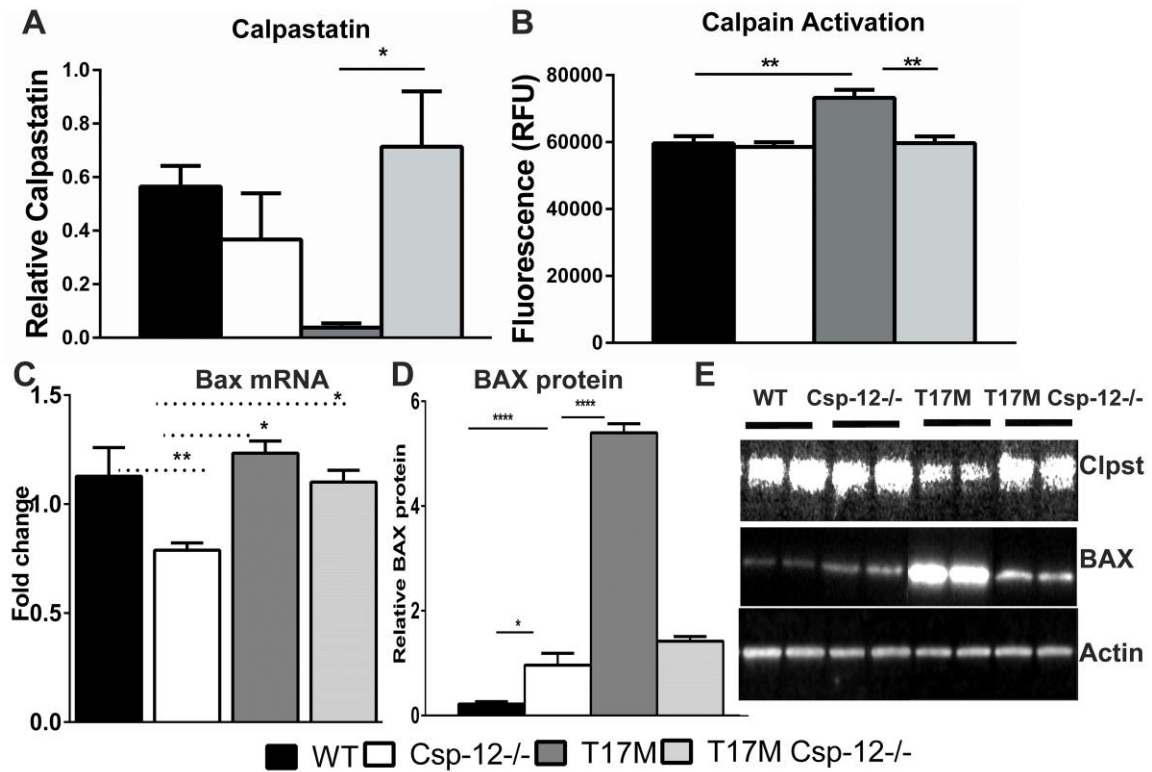 A
Calpastatin
*
Relative Calpastatin
1.0
0.8
0.6
0.4
0.2
0.0
B
Calpain Activation
**
**
Fluorescence (RFU)
80000
60000
40000
20000
0
C
Bax mRNA
*
*
**
Fold change
1.5
1.0
0.5
0.0
D
BAX protein
****
****
*
Relative BAX protein
6
4
2
0
E
WT Csp-12-/- T17M T17M Csp-12-/-
Clpst
BAX
Actin
WT Csp-12-/- T17M T17M Csp-12-/-